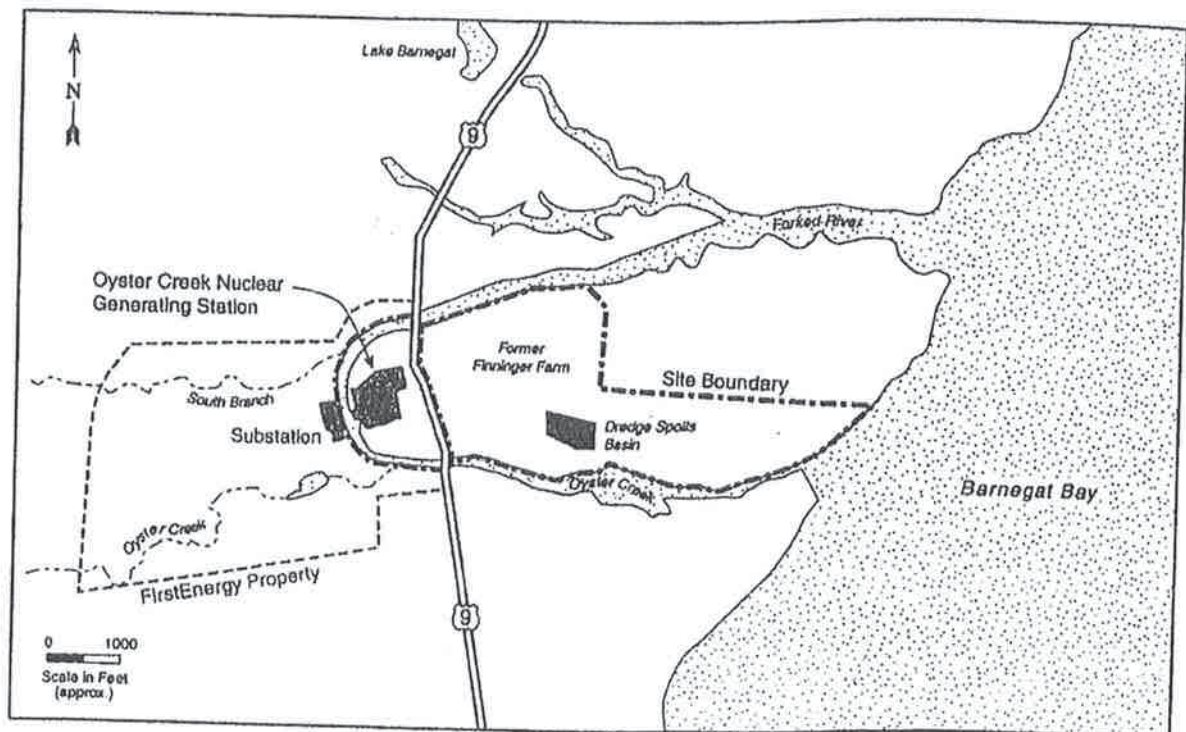 Lake Barnegat
N
9
Forked River
Oyster Creek Nuclear
Generating Station
Former
Finninger Farm
Site Boundary
South Branch
Substation
Dredge Spoils
Basin
Oyster Creek
Barnegat Bay
Oyster Creek
FirstEnergy Property
9
0 1000
Scale in Feet
(approx.)